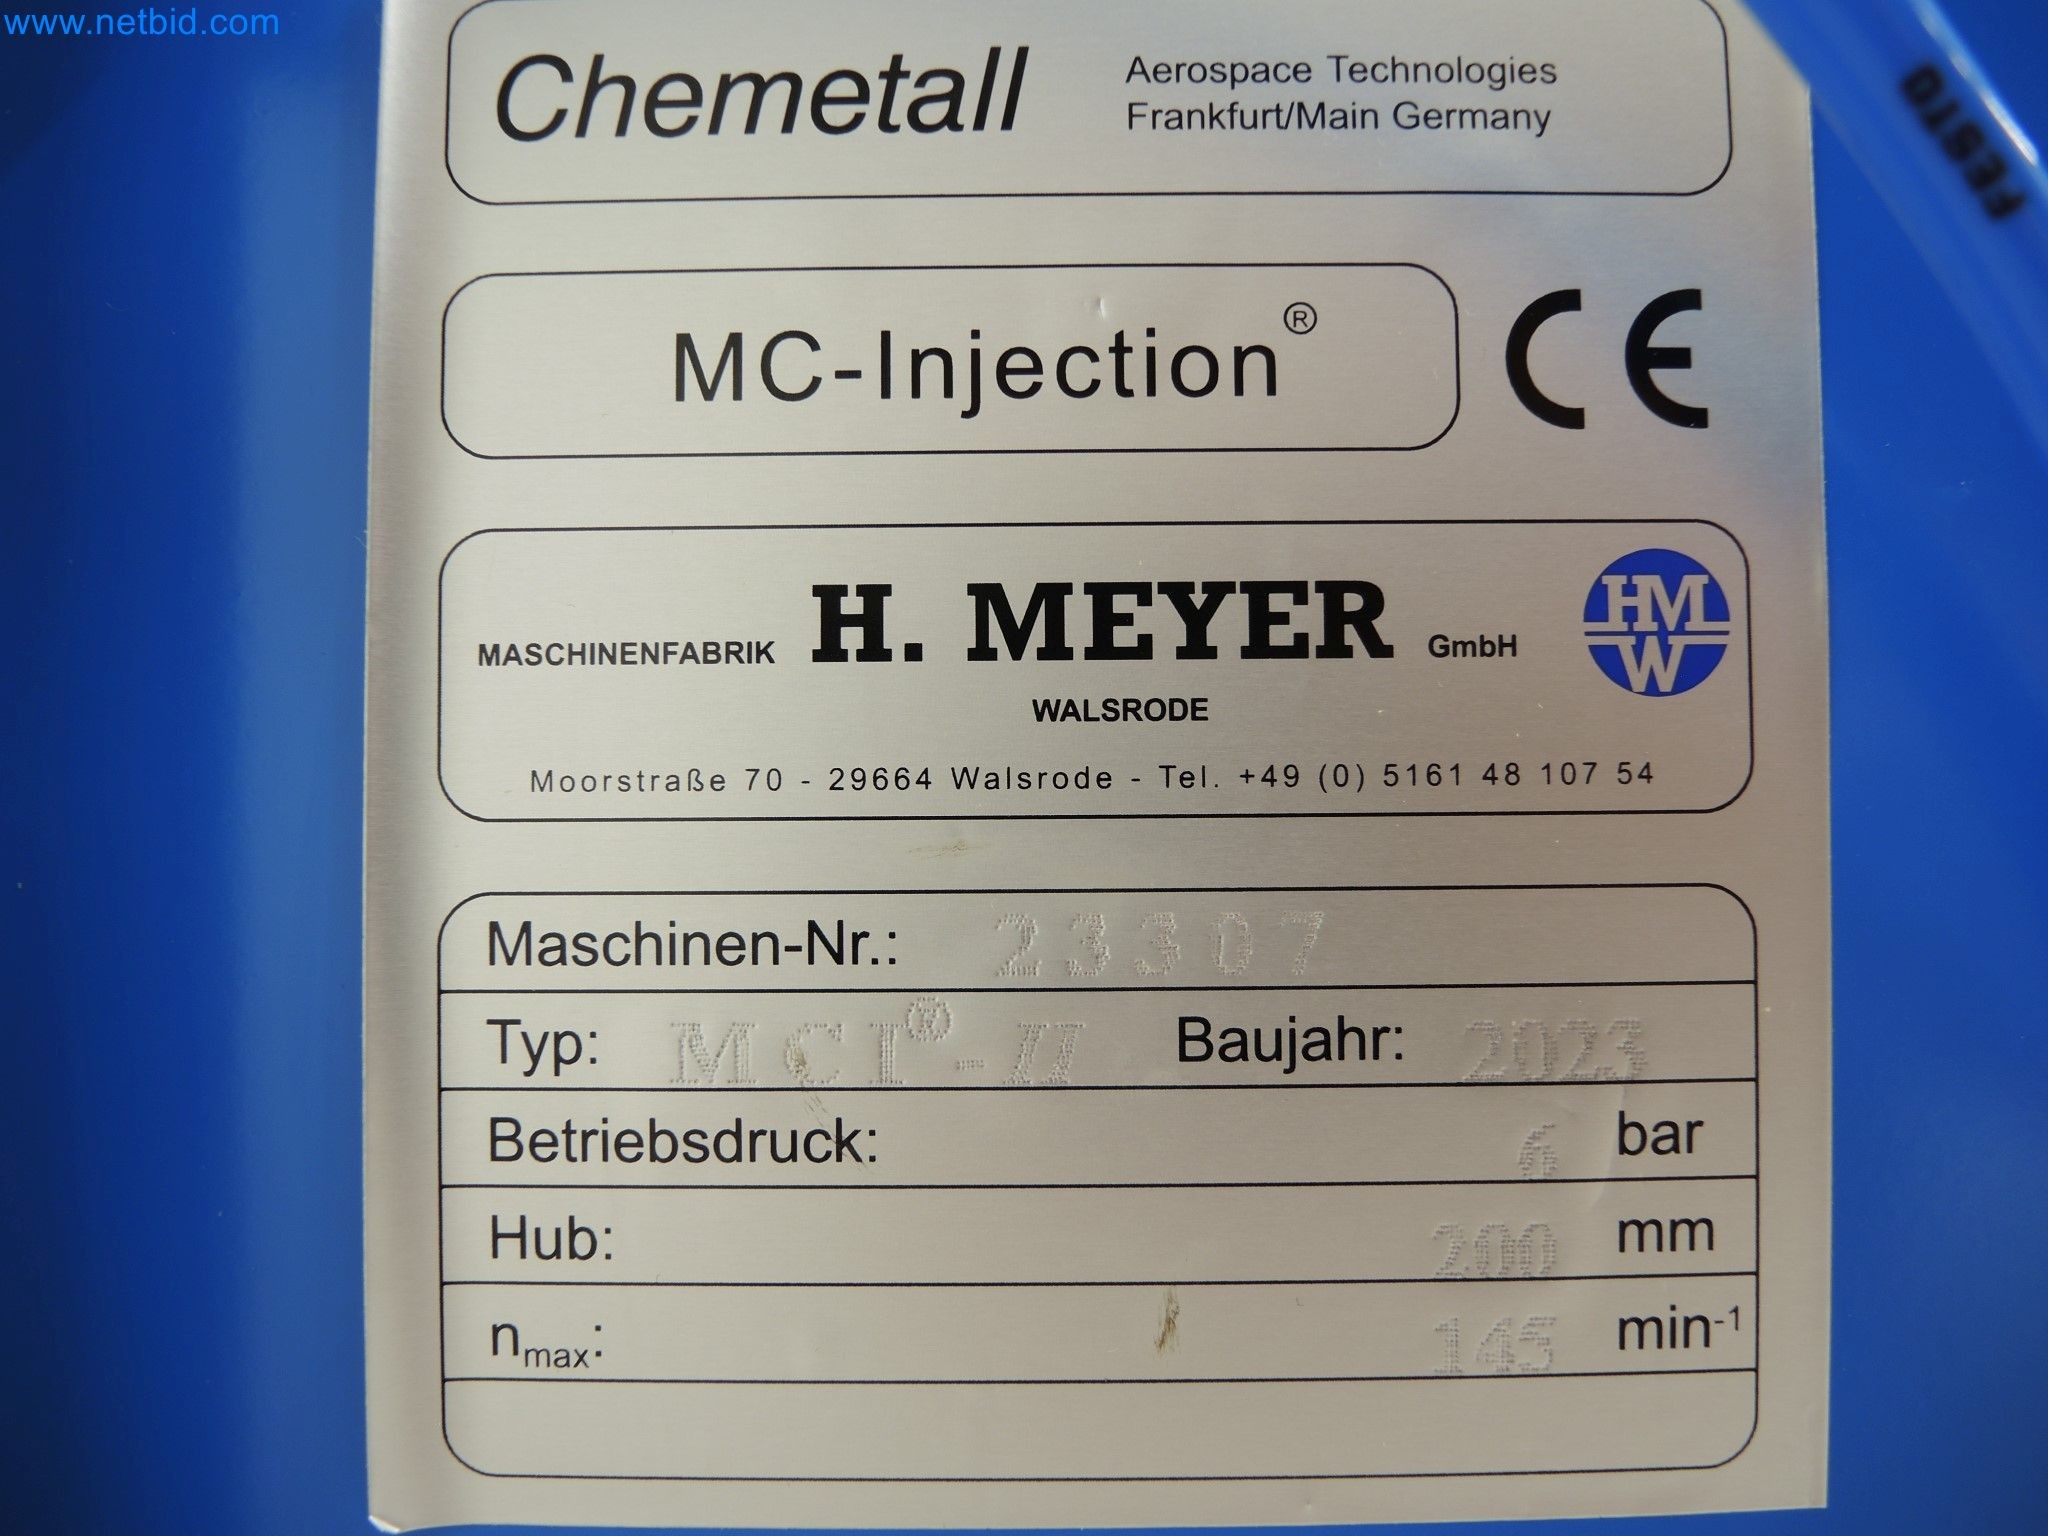 www.netbid.com
Chemetall
Aerospace Technologies
Frankfurt/Main Germany
FESTO
MC-Injection®
CE
MASCHINENFABRIK H. MEYER GmbH
HMW
WALSRODE
Moorstraße 70 - 29664 Walsrode - Tel. +49 (0) 5161 48 107 54
Maschinen-Nr.: 23307
Typ: MCI®-II Baujahr: 2023
Betriebsdruck: 6 bar
Hub: 200 mm
nmax: 145 min-1